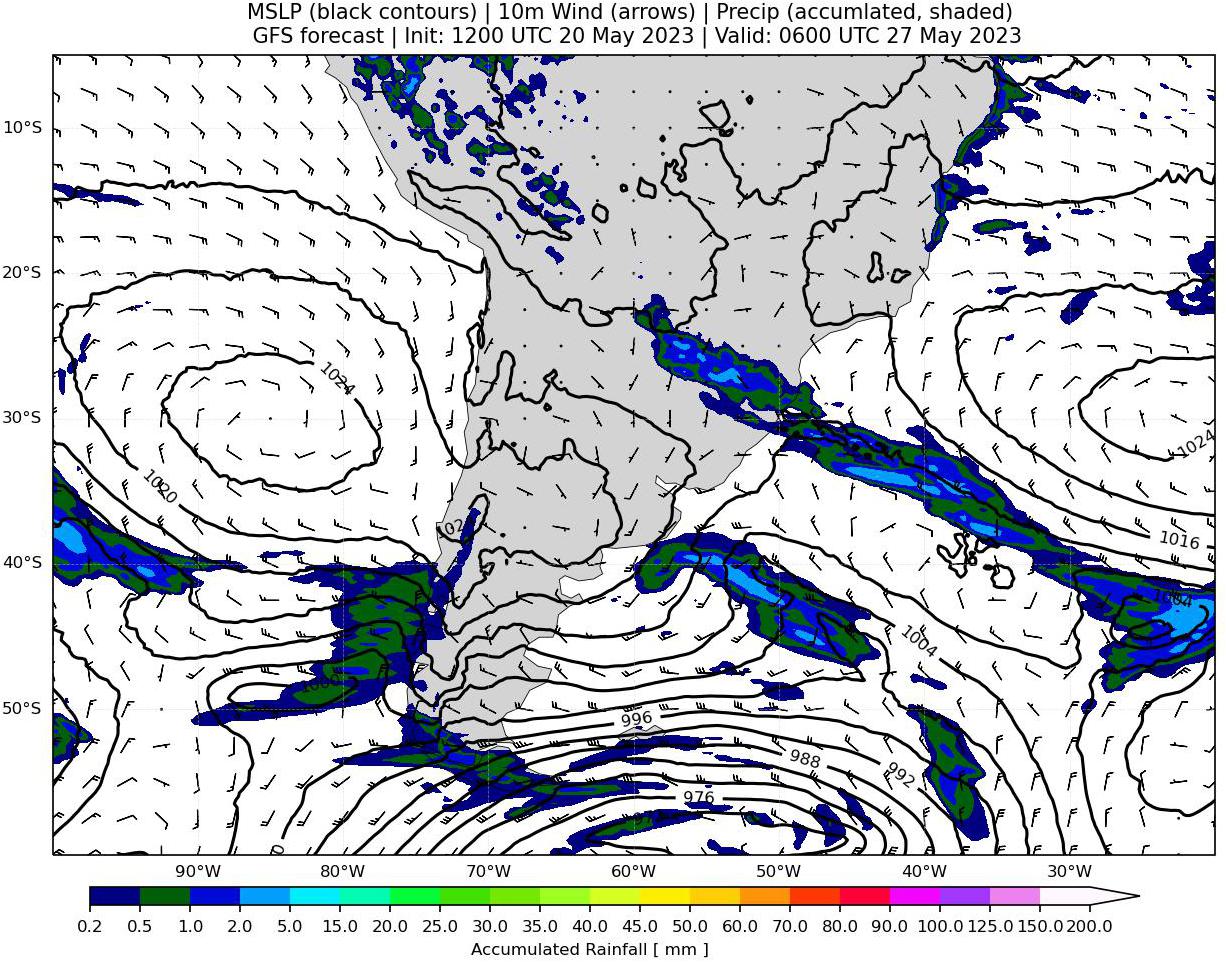 MSLP (black contours) | 10m Wind (arrows) | Precip (accumlated, shaded)
GFS forecast | Init: 1200 UTC 20 May 2023 | Valid: 0600 UTC 27 May 2023
10°S
20°S
1024
1024
30°S
1020
1016
40°S
1004
1000
50°S
996
988
992
976
90°W 80°W 70°W 60°W 50°W 40°W 30°W
0.2 0.5 1.0 2.0 5.0 10.0 15.0 20.0 25.0 30.0 35.0 40.0 45.0 50.0 60.0 70.0 80.0 90.0 100.0 125.0 150.0 200.0
Accumulated Rainfall [ mm ]